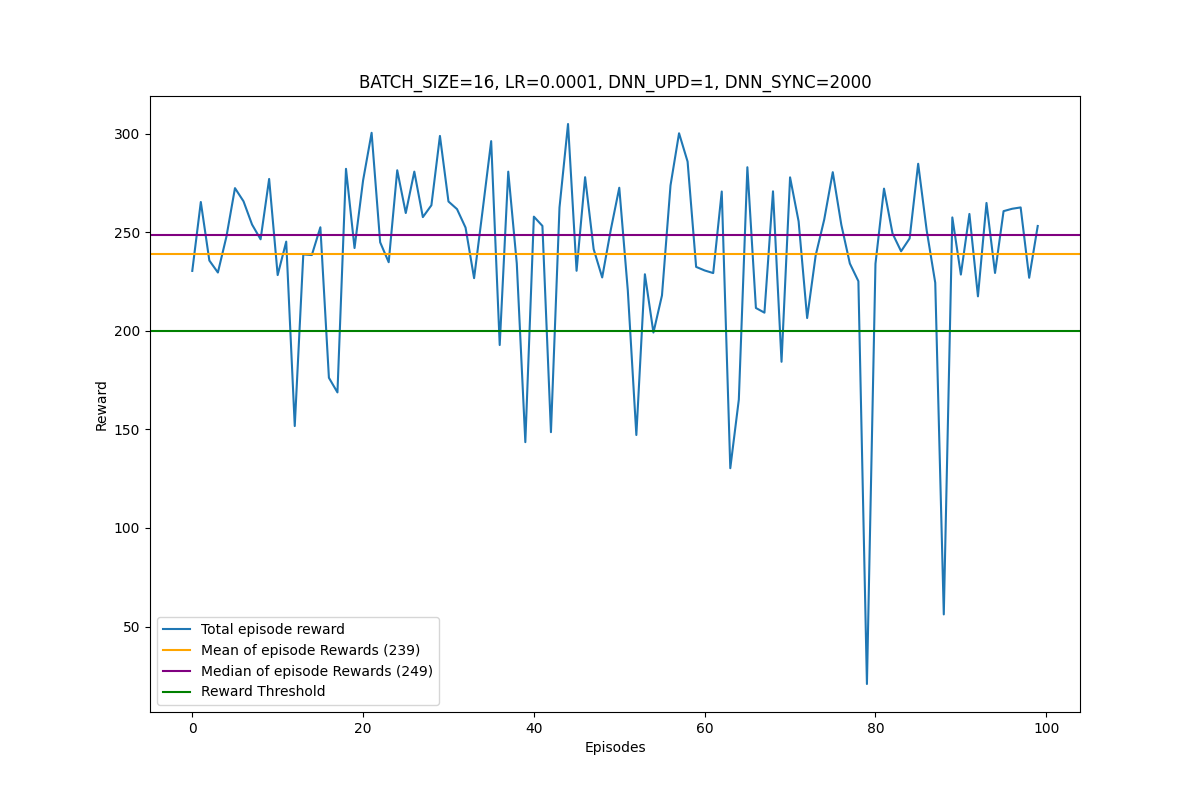 BATCH_SIZE=16, LR=0.0001, DNN_UPD=1, DNN_SYNC=2000
300
250
200
150
100
50
Reward
Total episode reward
Mean of episode Rewards (239)
Median of episode Rewards (249)
Reward Threshold
0 20 40 60 80 100
Episodes